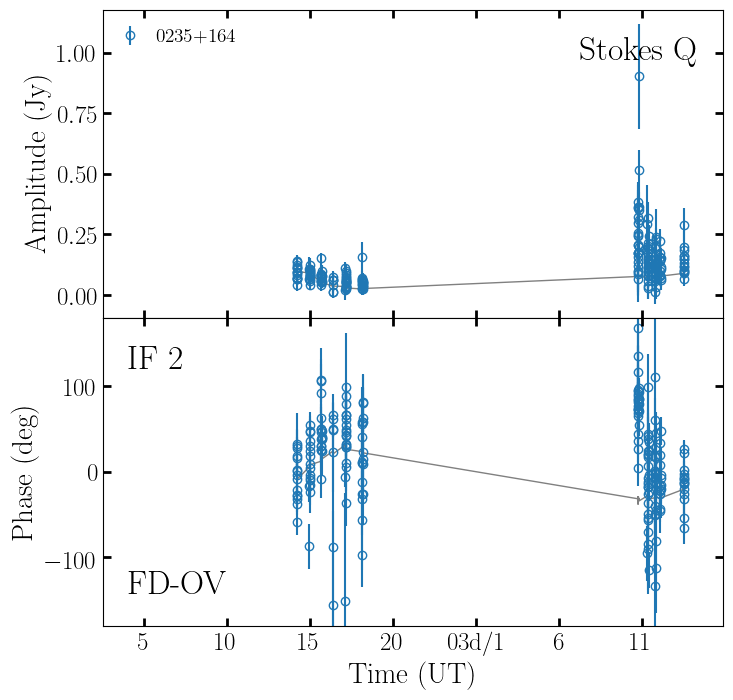 0235+164
Stokes Q
1.00
0.75
0.50
0.25
0.00
Amplitude (Jy)
IF 2
100
0
−100
Phase (deg)
FD-OV
5 10 15 20 03d/1 6 11
Time (UT)